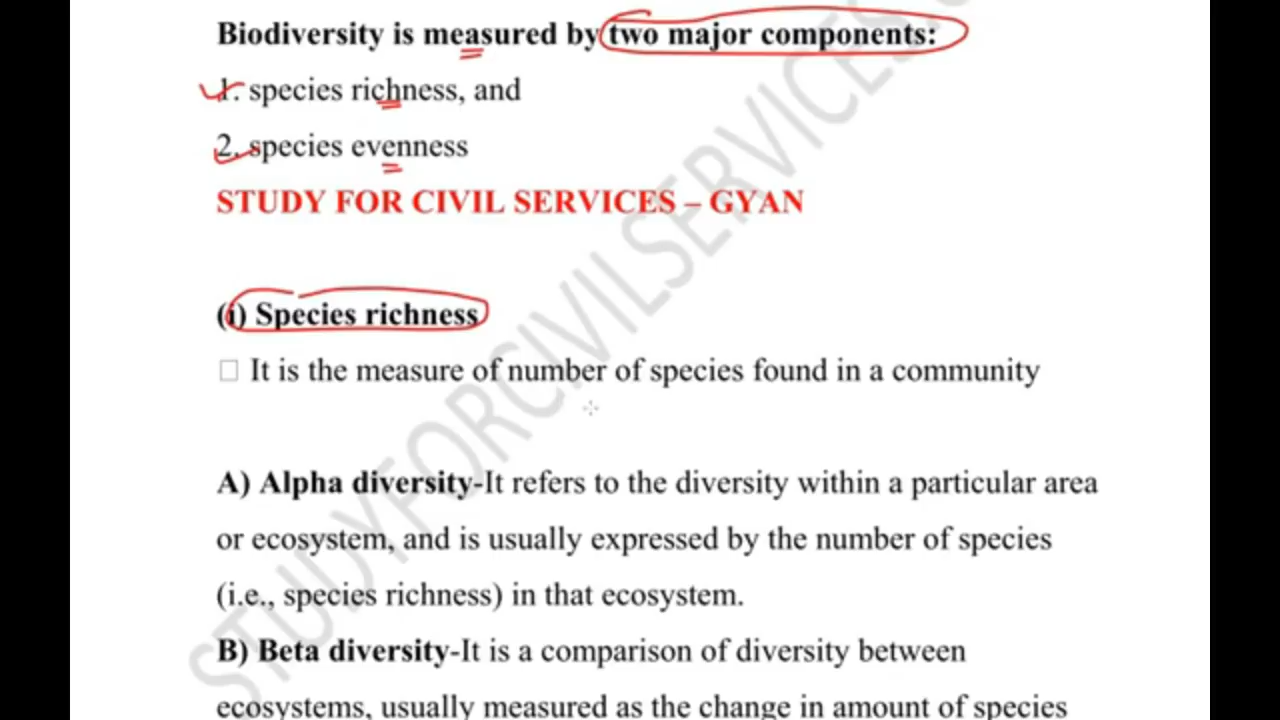 Biodiversity is measured by two major components:
1. species richness, and
2. species evenness
STUDY FOR CIVIL SERVICES – GYAN
(i) Species richness
It is the measure of number of species found in a community
A) Alpha diversity-It refers to the diversity within a particular area
or ecosystem, and is usually expressed by the number of species
(i.e., species richness) in that ecosystem.
B) Beta diversity-It is a comparison of diversity between
ecosystems, usually measured as the change in amount of species
STUDYFORCIVILSERVICES.